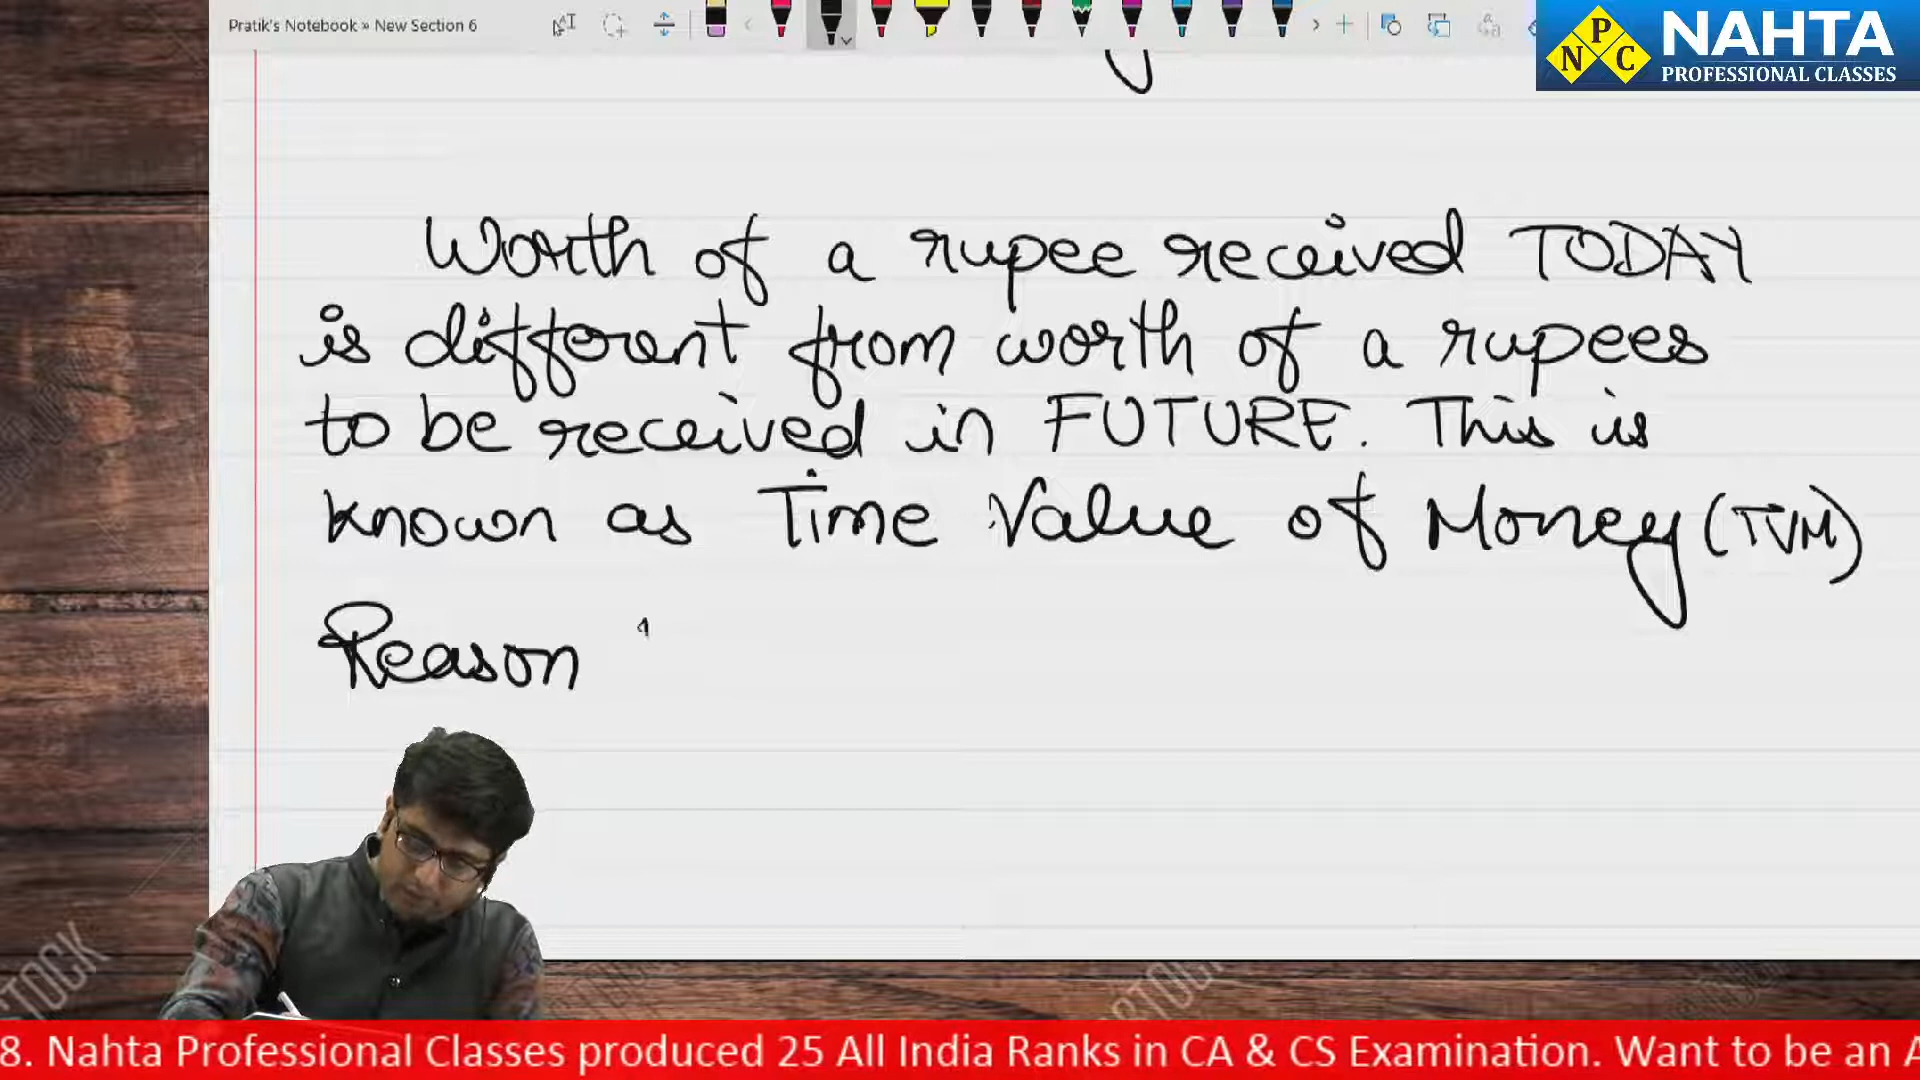 Pratik's Notebook » New Section 6
N P C
NAHTA
PROFESSIONAL CLASSES
Worth of a rupee received TODAY
is different from worth of a rupees
to be received in FUTURE. This is
known as Time Value of Money (TVM)
Reason
STOCK
STOCK
8. Nahta Professional Classes produced 25 All India Ranks in CA & CS Examination. Want to be an A